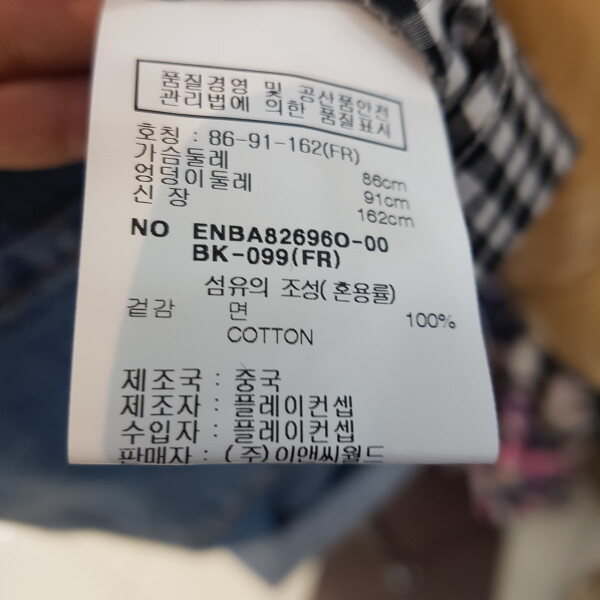 품질경영 및 공산품안전
관리법에 의한 품질표시
호칭 : 86-91-162(FR)
가슴둘레 86cm
엉덩이둘레 91cm
신 장 162cm
NO ENBA82696O-00
BK-099(FR)
섬유의 조성(혼용률)
겉감 면 100%
COTTON
제조국 : 중국
제조자 : 플레이컨셉
수입자 : 플레이컨셉
판매자 : (주)이앤씨월드